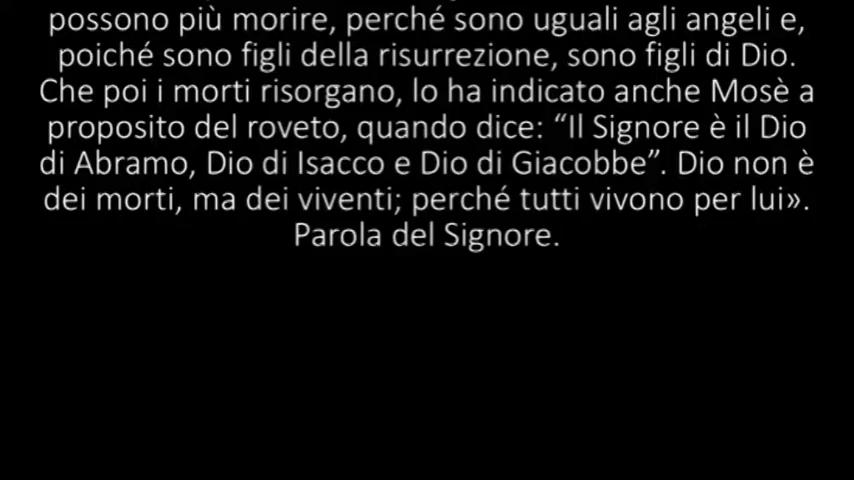 possono più morire, perché sono uguali agli angeli e,
poiché sono figli della risurrezione, sono figli di Dio.
Che poi i morti risorgano, lo ha indicato anche Mosè a
proposito del roveto, quando dice: “Il Signore è il Dio
di Abramo, Dio di Isacco e Dio di Giacobbe”. Dio non è
dei morti, ma dei viventi; perché tutti vivono per lui».
Parola del Signore.